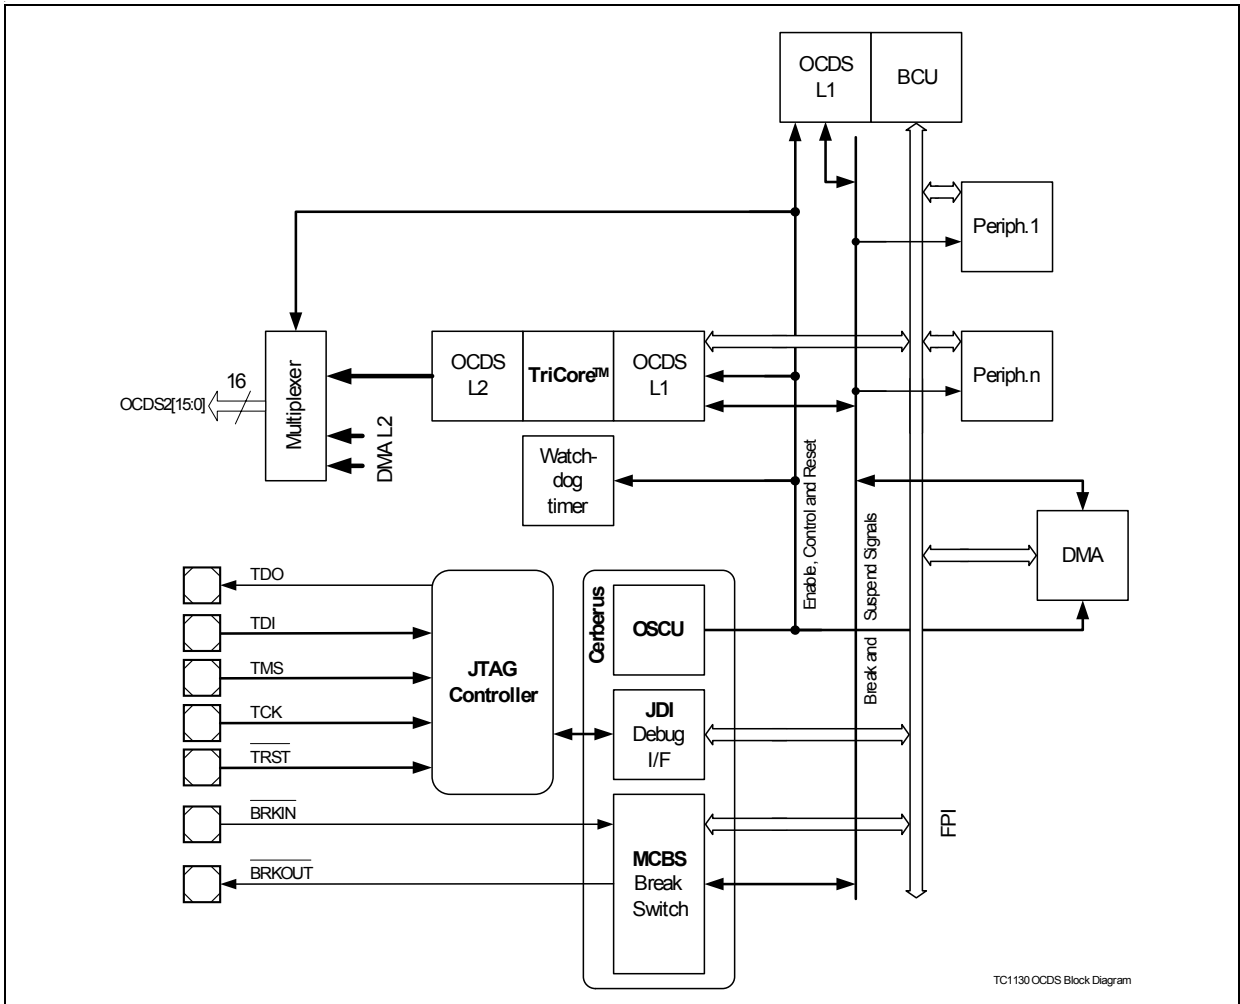 OCDS
L1
BCU
Periph.1
OCDS
L2
TriCore™
OCDS
L1
Periph.n
Multiplexer
16
OCDS2[15:0]
DMA L2
Watch-
dog
timer
Enable, Control and Reset
Break and Suspend Signals
DMA
TDO
TDI
TMS
TCK
TRST
BRKIN
BRKOUT
JTAG
Controller
Cerberus
OSCU
JDI
Debug
I/F
MCBS
Break
Switch
FPI
TC1130 OCDS Block Diagram